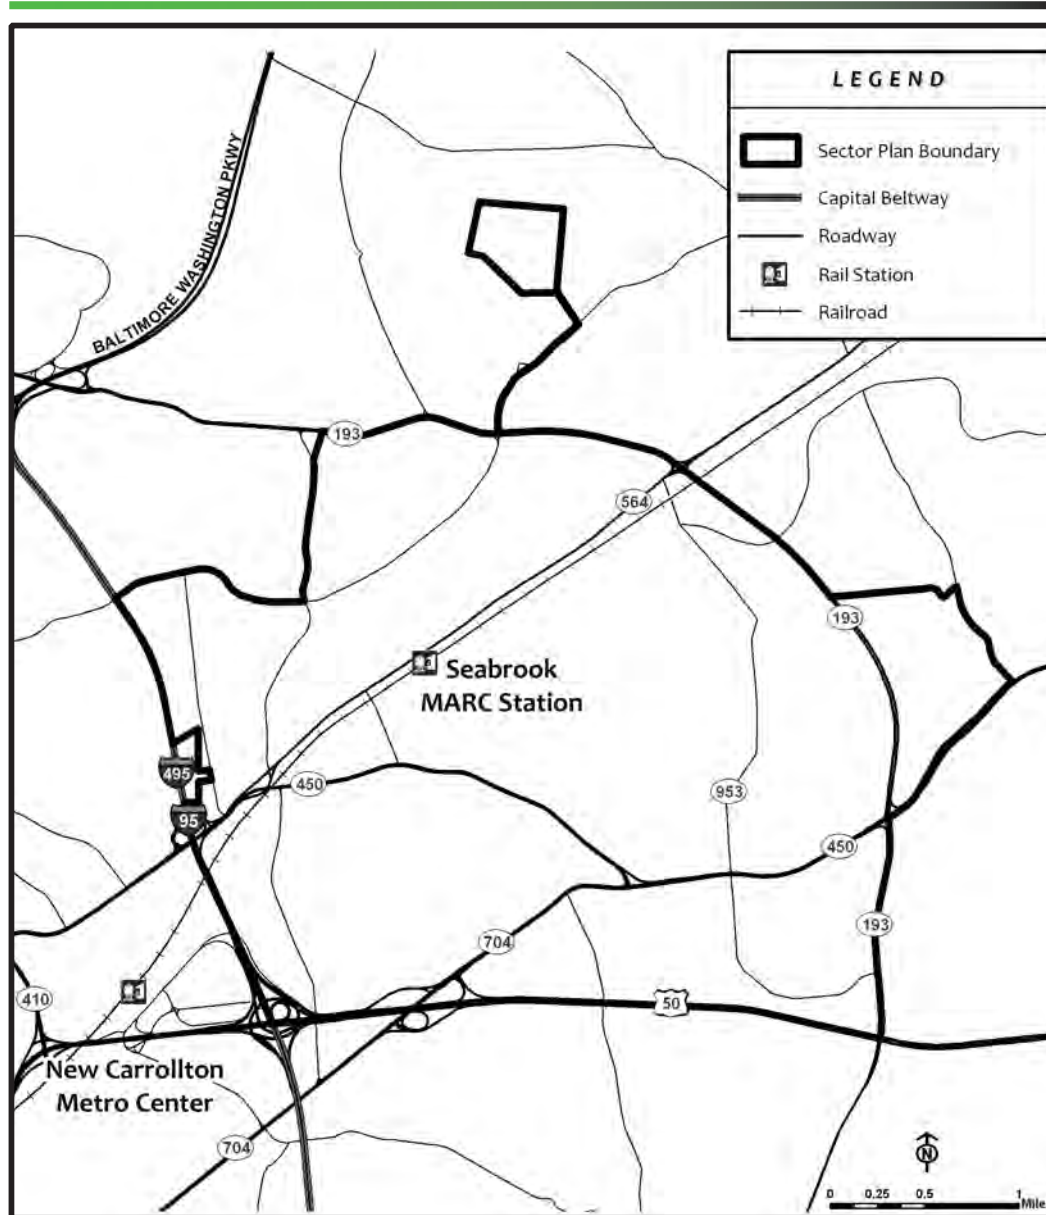 LEGEND
Sector Plan Boundary
Capital Beltway
Roadway
Rail Station
Railroad
BALTIMORE WASHINGTON PKWY
193
564
193
Seabrook
MARC Station
495
450
953
95
450
193
704
410
50
New Carrollton
Metro Center
704
N
0 0.25 0.5 1
Mile